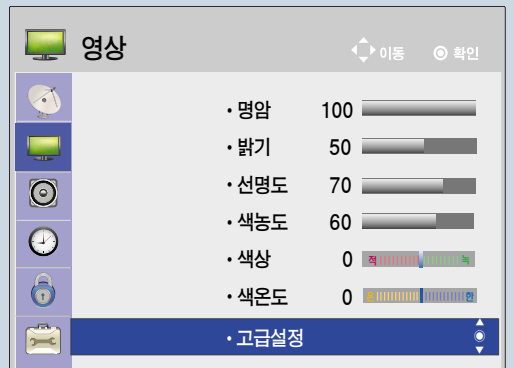 영상 이동 확인
• 명암 100
• 밝기 50
• 선명도 70
• 색농도 60
• 색상 0 적 녹
• 색온도 0 온 한
• 고급설정